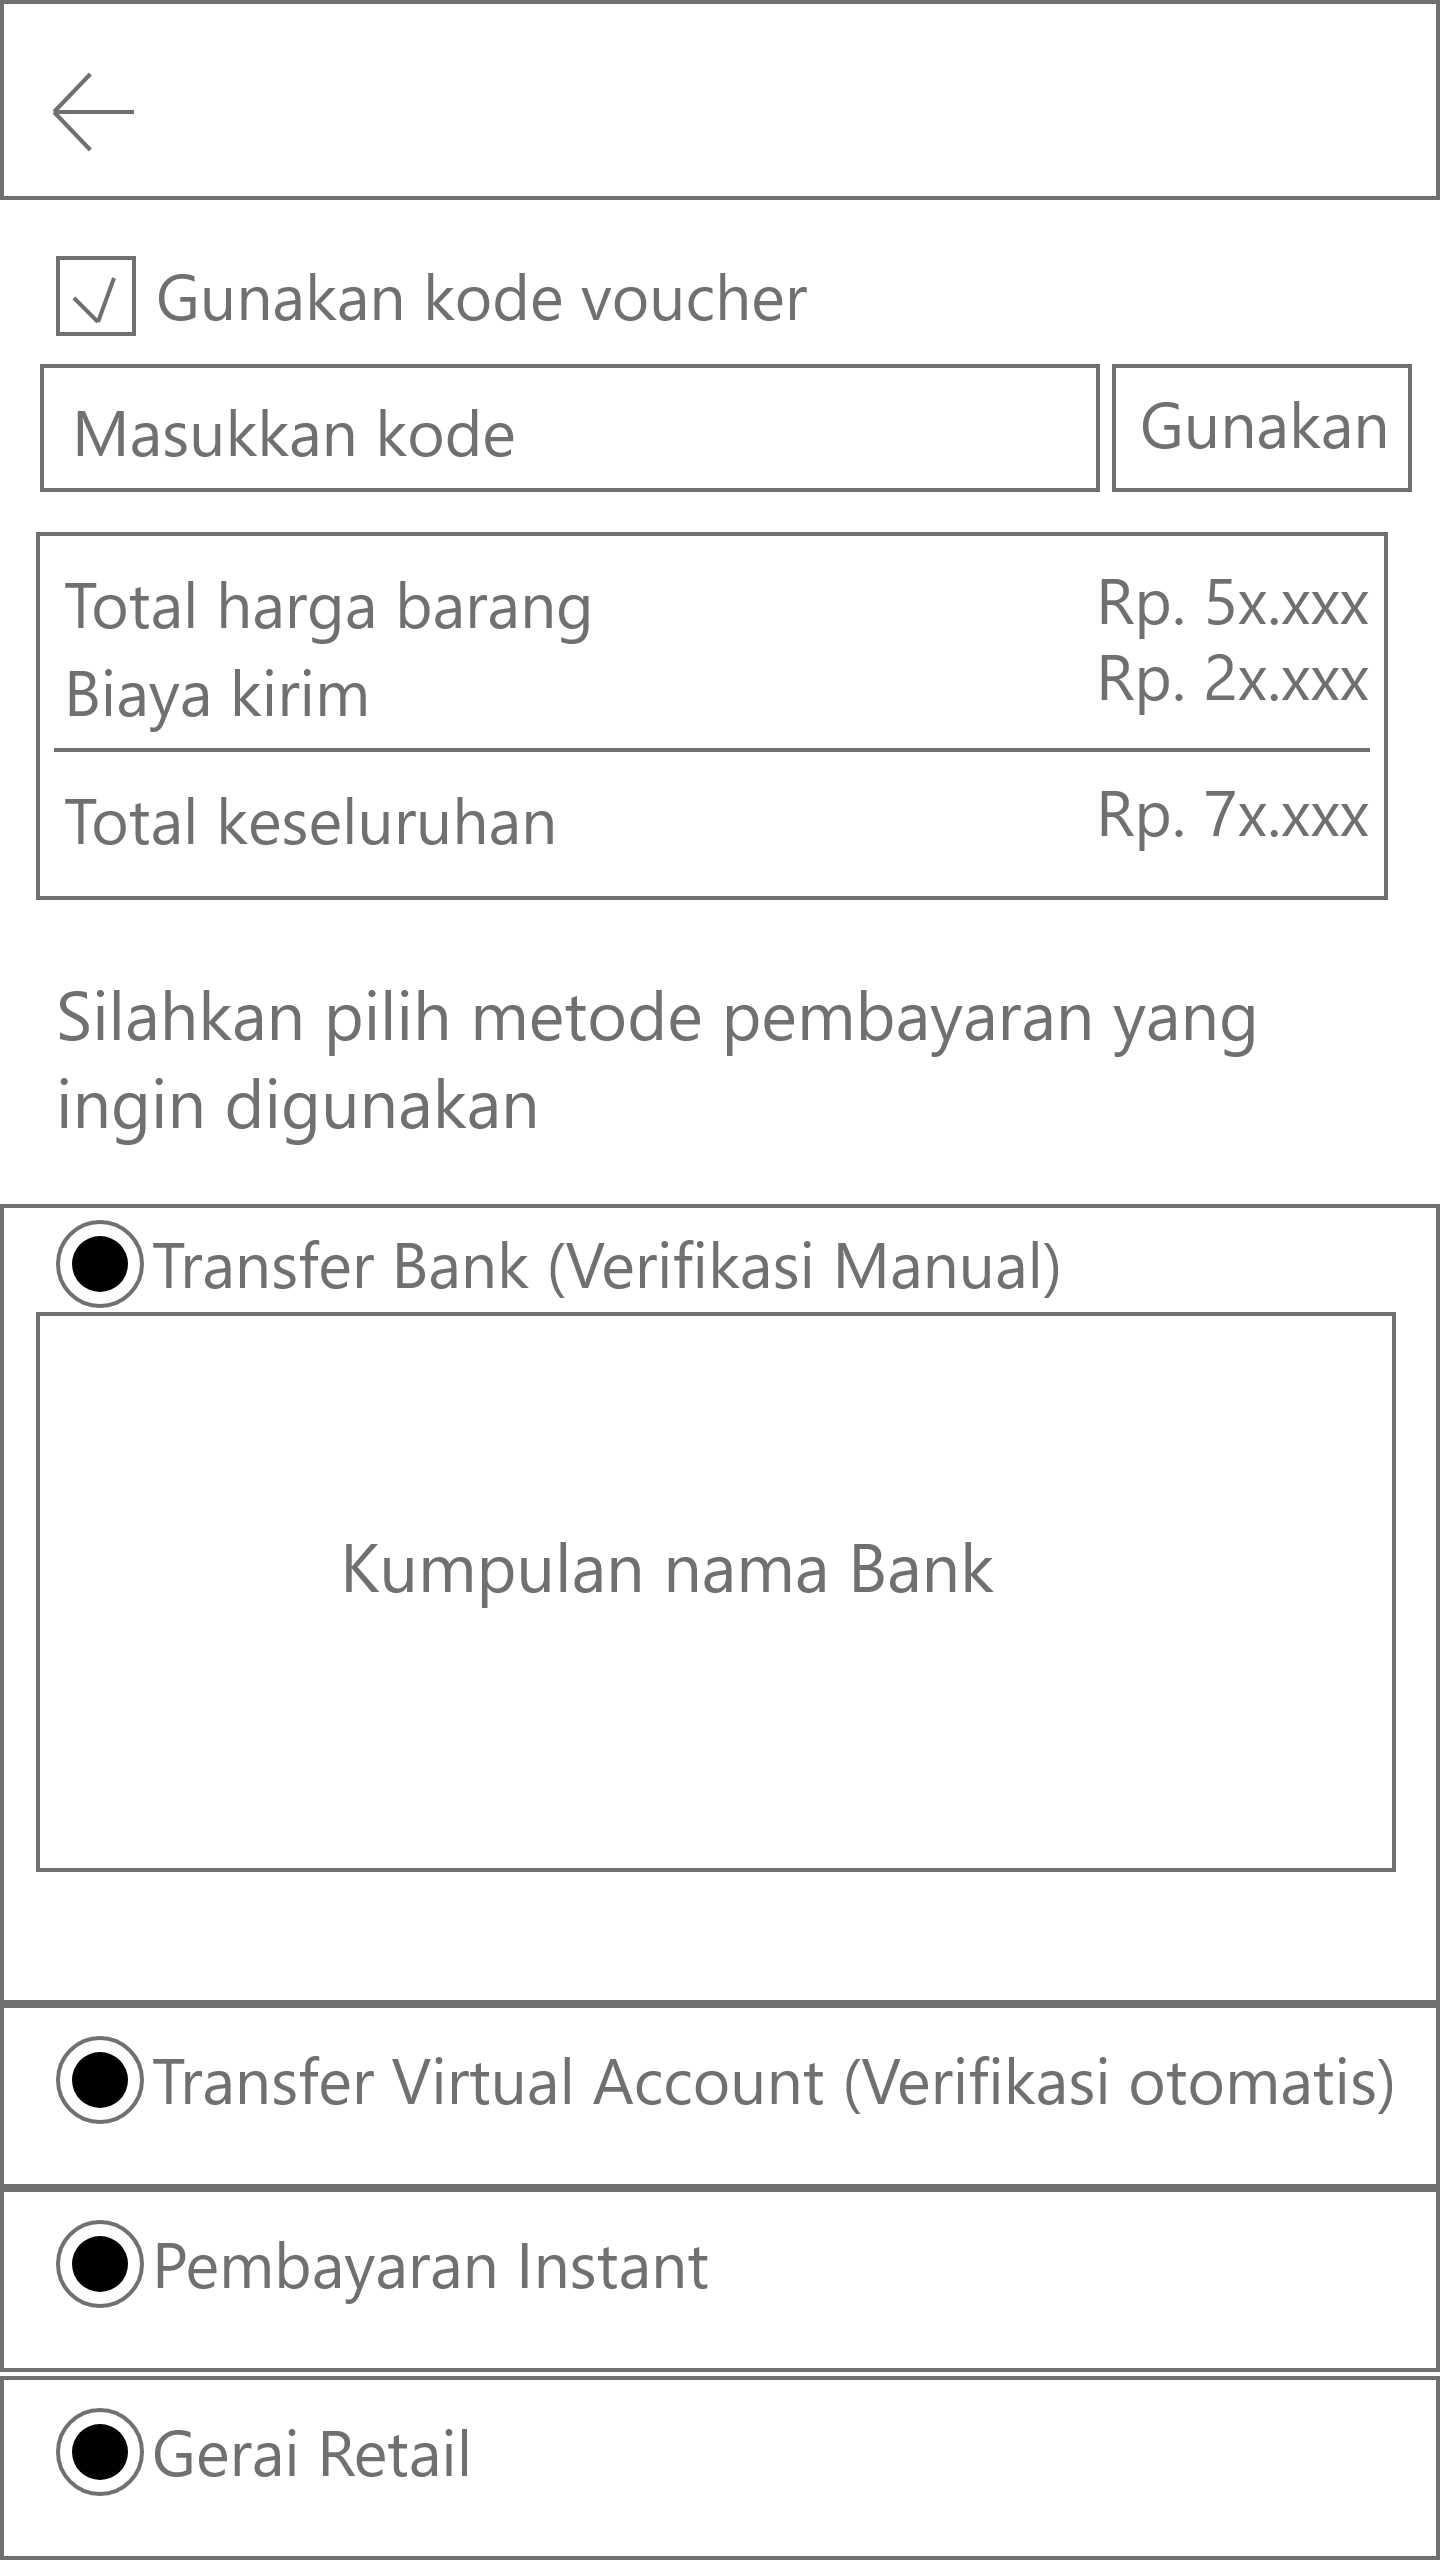 Gunakan kode voucher
Masukkan kode
Gunakan
Total harga barang Rp. 5x.xxx
Biaya kirim Rp. 2x.xxx
Total keseluruhan Rp. 7x.xxx
Silahkan pilih metode pembayaran yang
ingin digunakan
Transfer Bank (Verifikasi Manual)
Kumpulan nama Bank
Transfer Virtual Account (Verifikasi otomatis)
Pembayaran Instant
Gerai Retail